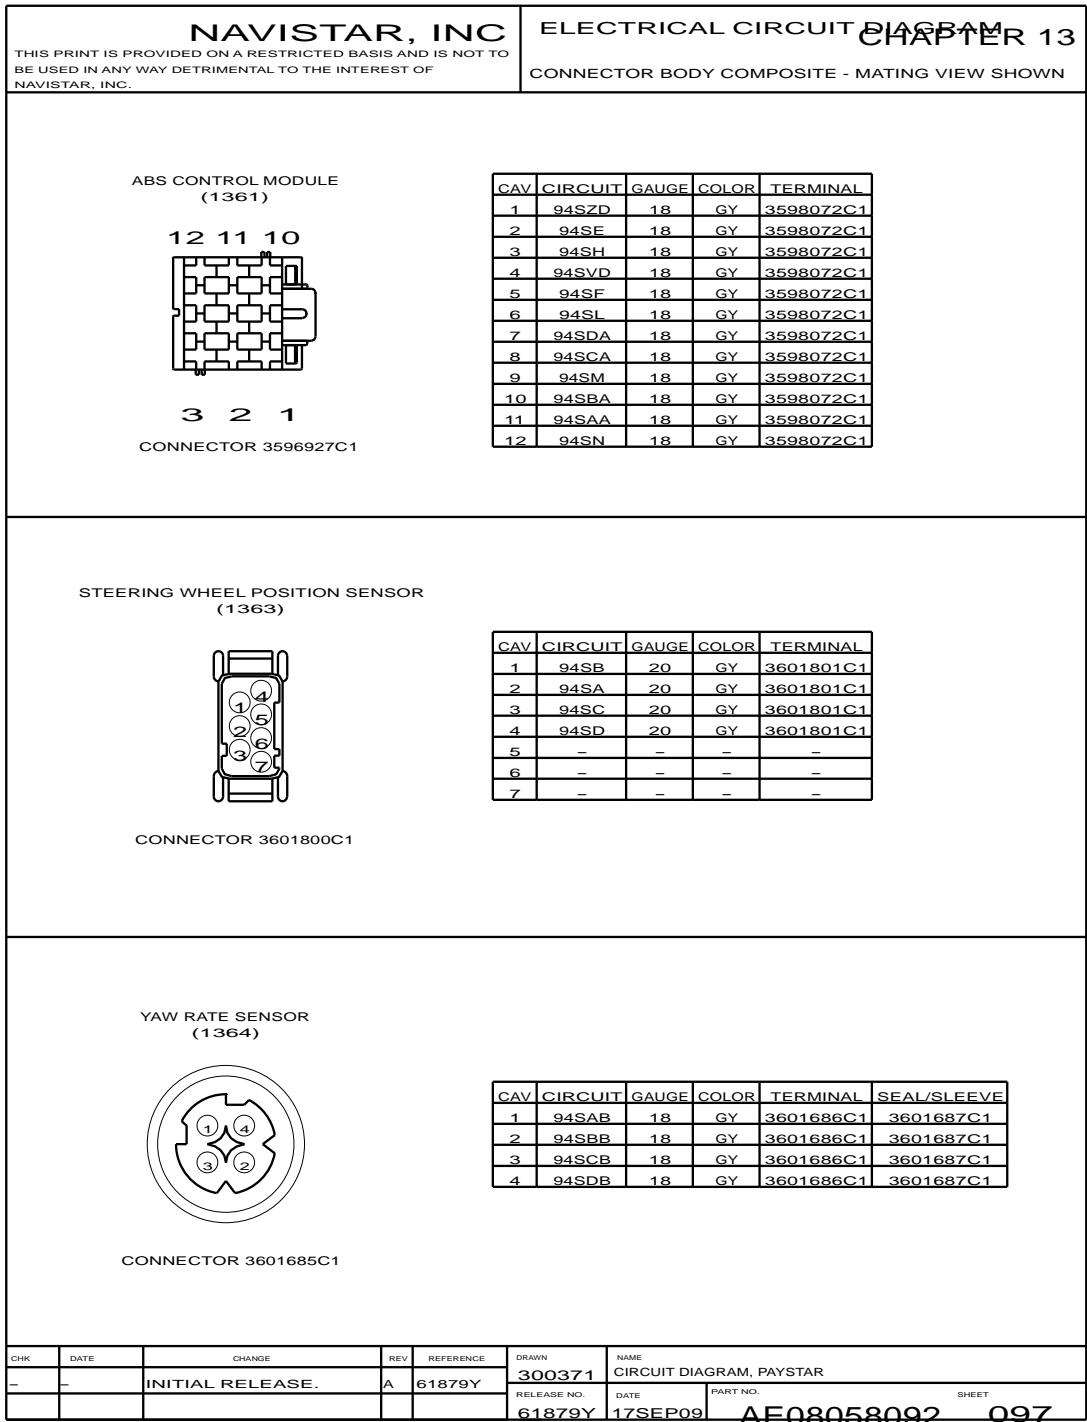 NAVISTAR, INC
THIS PRINT IS PROVIDED ON A RESTRICTED BASIS AND IS NOT TO
BE USED IN ANY WAY DETRIMENTAL TO THE INTEREST OF
NAVISTAR, INC.
ELECTRICAL CIRCUIT DIAGRAM
CHAPTER 13
CONNECTOR BODY COMPOSITE - MATING VIEW SHOWN
ABS CONTROL MODULE
(1361)
12 11 10
3 2 1
CONNECTOR 3596927C1
CAV CIRCUIT GAUGE COLOR TERMINAL
1 94SZD 18 GY 3598072C1
2 94SE 18 GY 3598072C1
3 94SH 18 GY 3598072C1
4 94SVD 18 GY 3598072C1
5 94SF 18 GY 3598072C1
6 94SL 18 GY 3598072C1
7 94SDA 18 GY 3598072C1
8 94SCA 18 GY 3598072C1
9 94SM 18 GY 3598072C1
10 94SBA 18 GY 3598072C1
11 94SAA 18 GY 3598072C1
12 94SN 18 GY 3598072C1
STEERING WHEEL POSITION SENSOR
(1363)
4
1
5
2
6
3
7
CONNECTOR 3601800C1
CAV CIRCUIT GAUGE COLOR TERMINAL
1 94SB 20 GY 3601801C1
2 94SA 20 GY 3601801C1
3 94SC 20 GY 3601801C1
4 94SD 20 GY 3601801C1
5 – – – –
6 – – – –
7 – – – –
YAW RATE SENSOR
(1364)
1 4
3 2
CONNECTOR 3601685C1
CAV CIRCUIT GAUGE COLOR TERMINAL SEAL/SLEEVE
1 94SAB 18 GY 3601686C1 3601687C1
2 94SBB 18 GY 3601686C1 3601687C1
3 94SCB 18 GY 3601686C1 3601687C1
4 94SDB 18 GY 3601686C1 3601687C1
CHK DATE CHANGE REV REFERENCE
– – INITIAL RELEASE. A 61879Y
DRAWN
300371
NAME
CIRCUIT DIAGRAM, PAYSTAR
RELEASE NO.
61879Y
DATE
17SEP09
PART NO.
AF08058092
SHEET
097